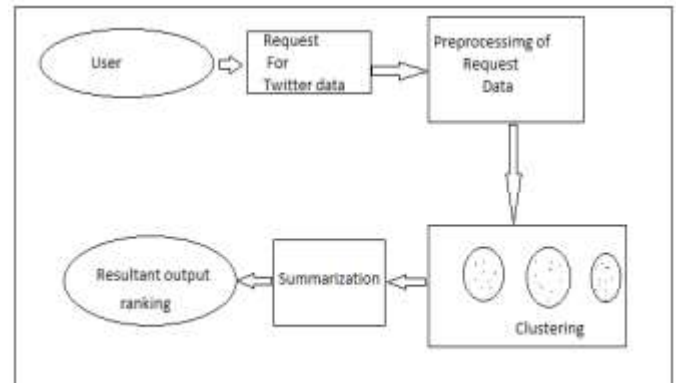 User
Request
For
Twitter data
Preprocessimg of
Request
Data
Clustering
Summarization
Resultant output
ranking